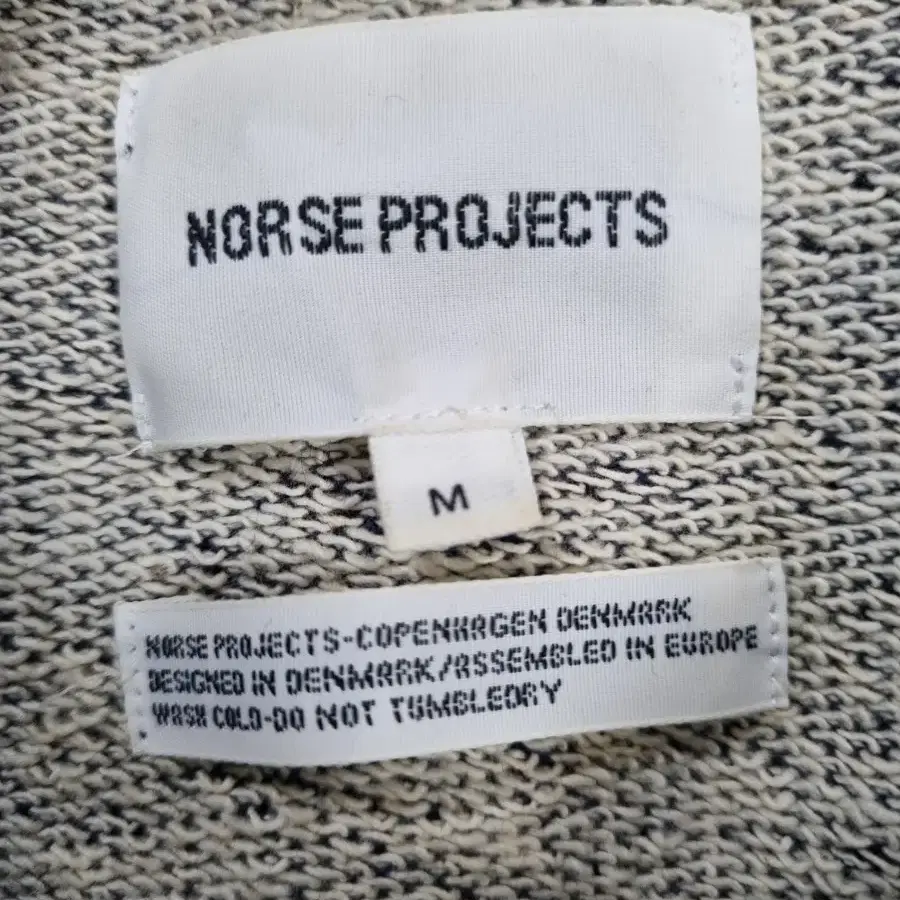 NORSE PROJECTS
M
NORSE PROJECTS-COPENHAGEN DENMARK
DESIGNED IN DENMARK/ASSEMBLED IN EUROPE
WASH COLD-DO NOT TUMBLEDRY